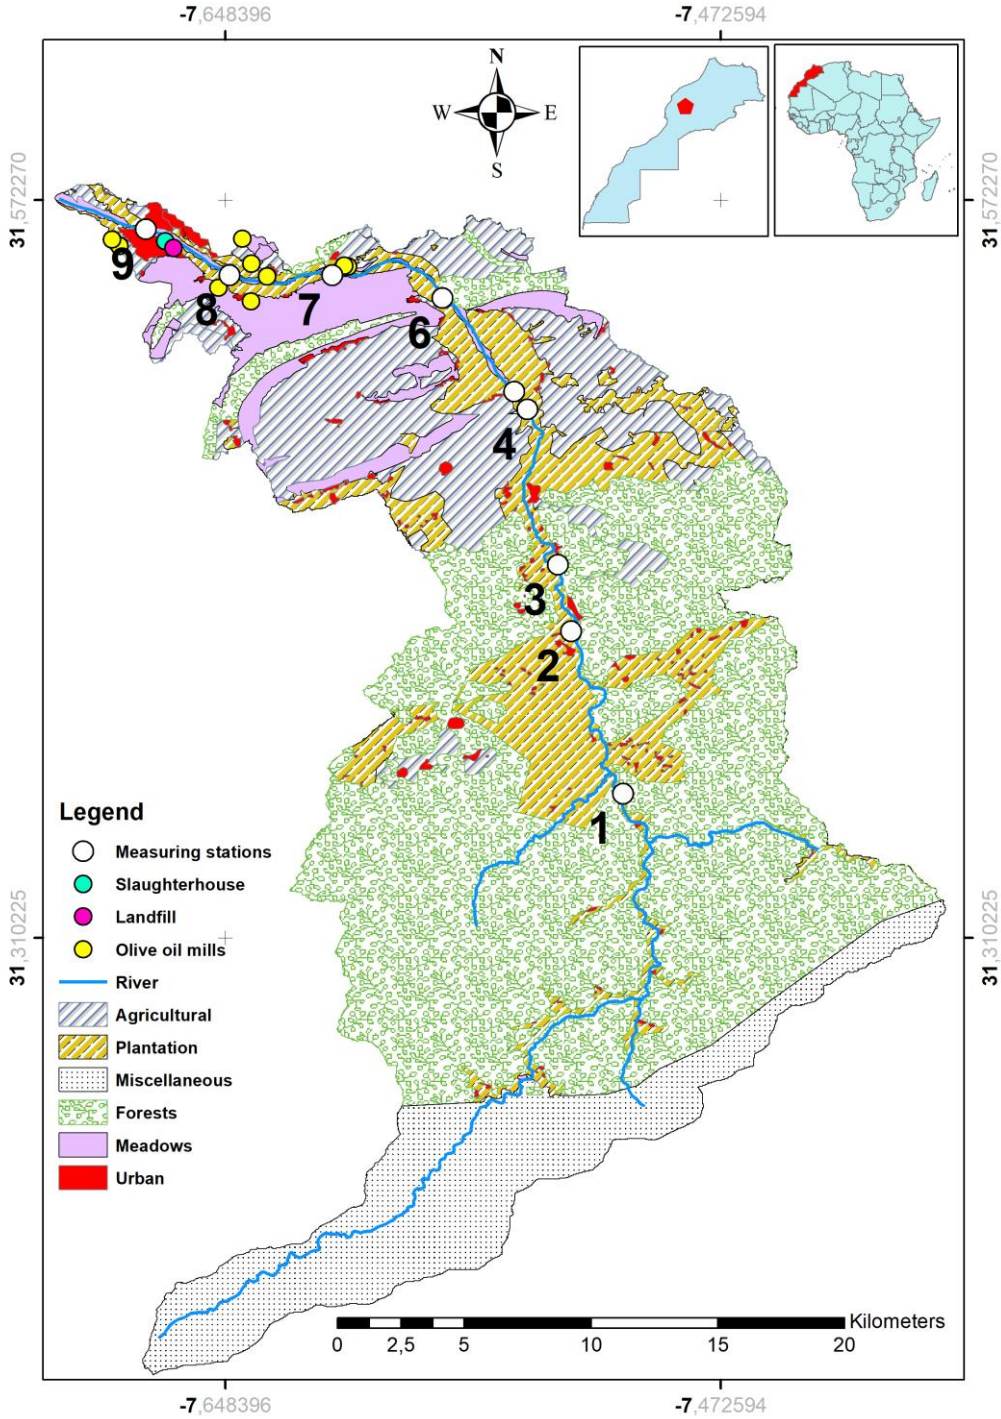 -7,648396
-7,472594
N
W
E
S
31,572270
31,572270
9
8
7
6
4
3
2
1
Legend
Measuring stations
Slaughterhouse
Landfill
Olive oil mills
River
Agricultural
Plantation
Miscellaneous
Forests
Meadows
Urban
31,310225
31,310225
Kilometers
0
2,5
5
10
15
20
-7,648396
-7,472594